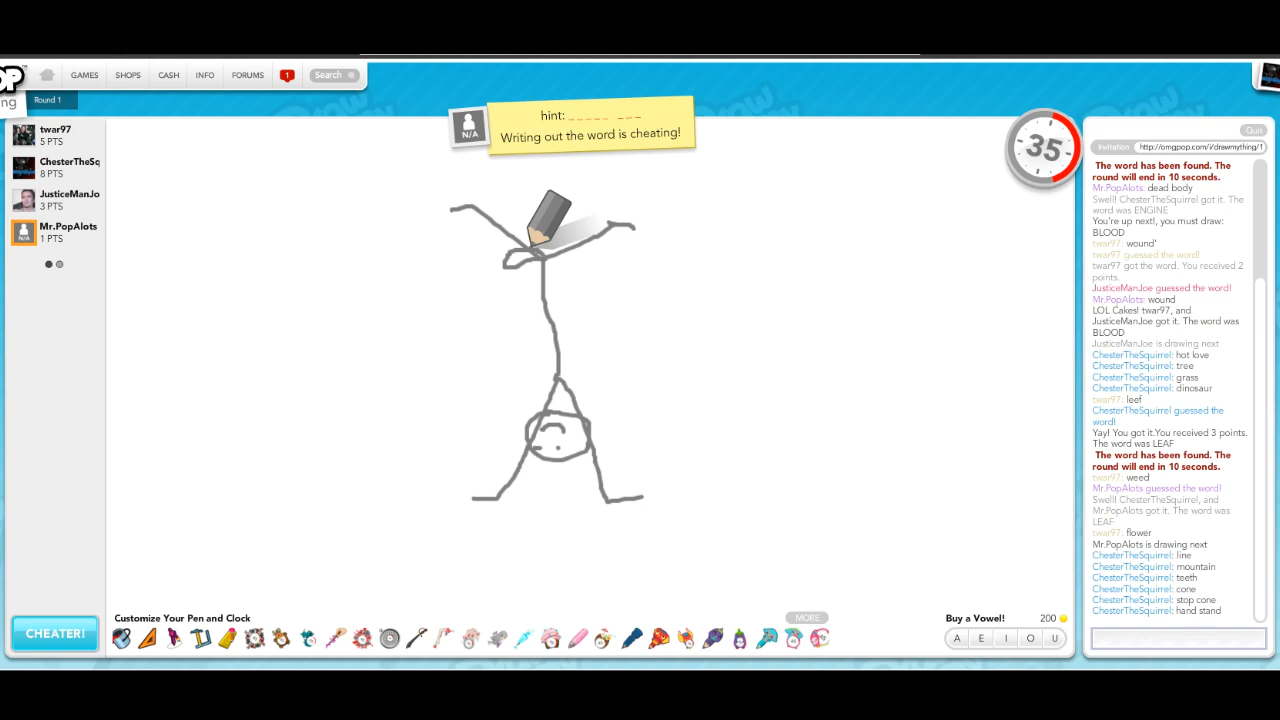 OP™
GAMES SHOPS CASH INFO FORUMS 1 Search
ng Round 1
twar97
5 PTS
ChesterTheSq
8 PTS
JusticeManJo
3 PTS
N/A Mr.PopAlots
1 PTS
CHEATER!
N/A hint: _ _ _ _ _ _ _ _
Writing out the word is cheating!
35
Customize Your Pen and Clock
MORE
Buy a Vowel! 200
A E I O U
Quit
Invitation http://omgpop.com/i/drawmything/1
The word has been found. The
round will end in 10 seconds.
Mr.PopAlots: dead body
Swell! ChesterTheSquirrel got it. The
word was ENGINE
You're up next!, you must draw:
BLOOD
twar97: wound'
twar97 guessed the word!
twar97 got the word. You received 2
points.
JusticeManJoe guessed the word!
Mr.PopAlots: wound
LOL Cakes! twar97, and
JusticeManJoe got it. The word was
BLOOD
JusticeManJoe is drawing next
ChesterTheSquirrel: hot love
ChesterTheSquirrel: tree
ChesterTheSquirrel: grass
ChesterTheSquirrel: dinosaur
twar97: leef
ChesterTheSquirrel guessed the
word!
Yay! You got it.You received 3 points.
The word was LEAF
The word has been found. The
round will end in 10 seconds.
twar97: weed
Mr.PopAlots guessed the word!
Swell! ChesterTheSquirrel, and
Mr.PopAlots got it. The word was
LEAF
twar97: flower
Mr.PopAlots is drawing next
ChesterTheSquirrel: line
ChesterTheSquirrel: mountain
ChesterTheSquirrel: teeth
ChesterTheSquirrel: cone
ChesterTheSquirrel: stop cone
ChesterTheSquirrel: hand stand